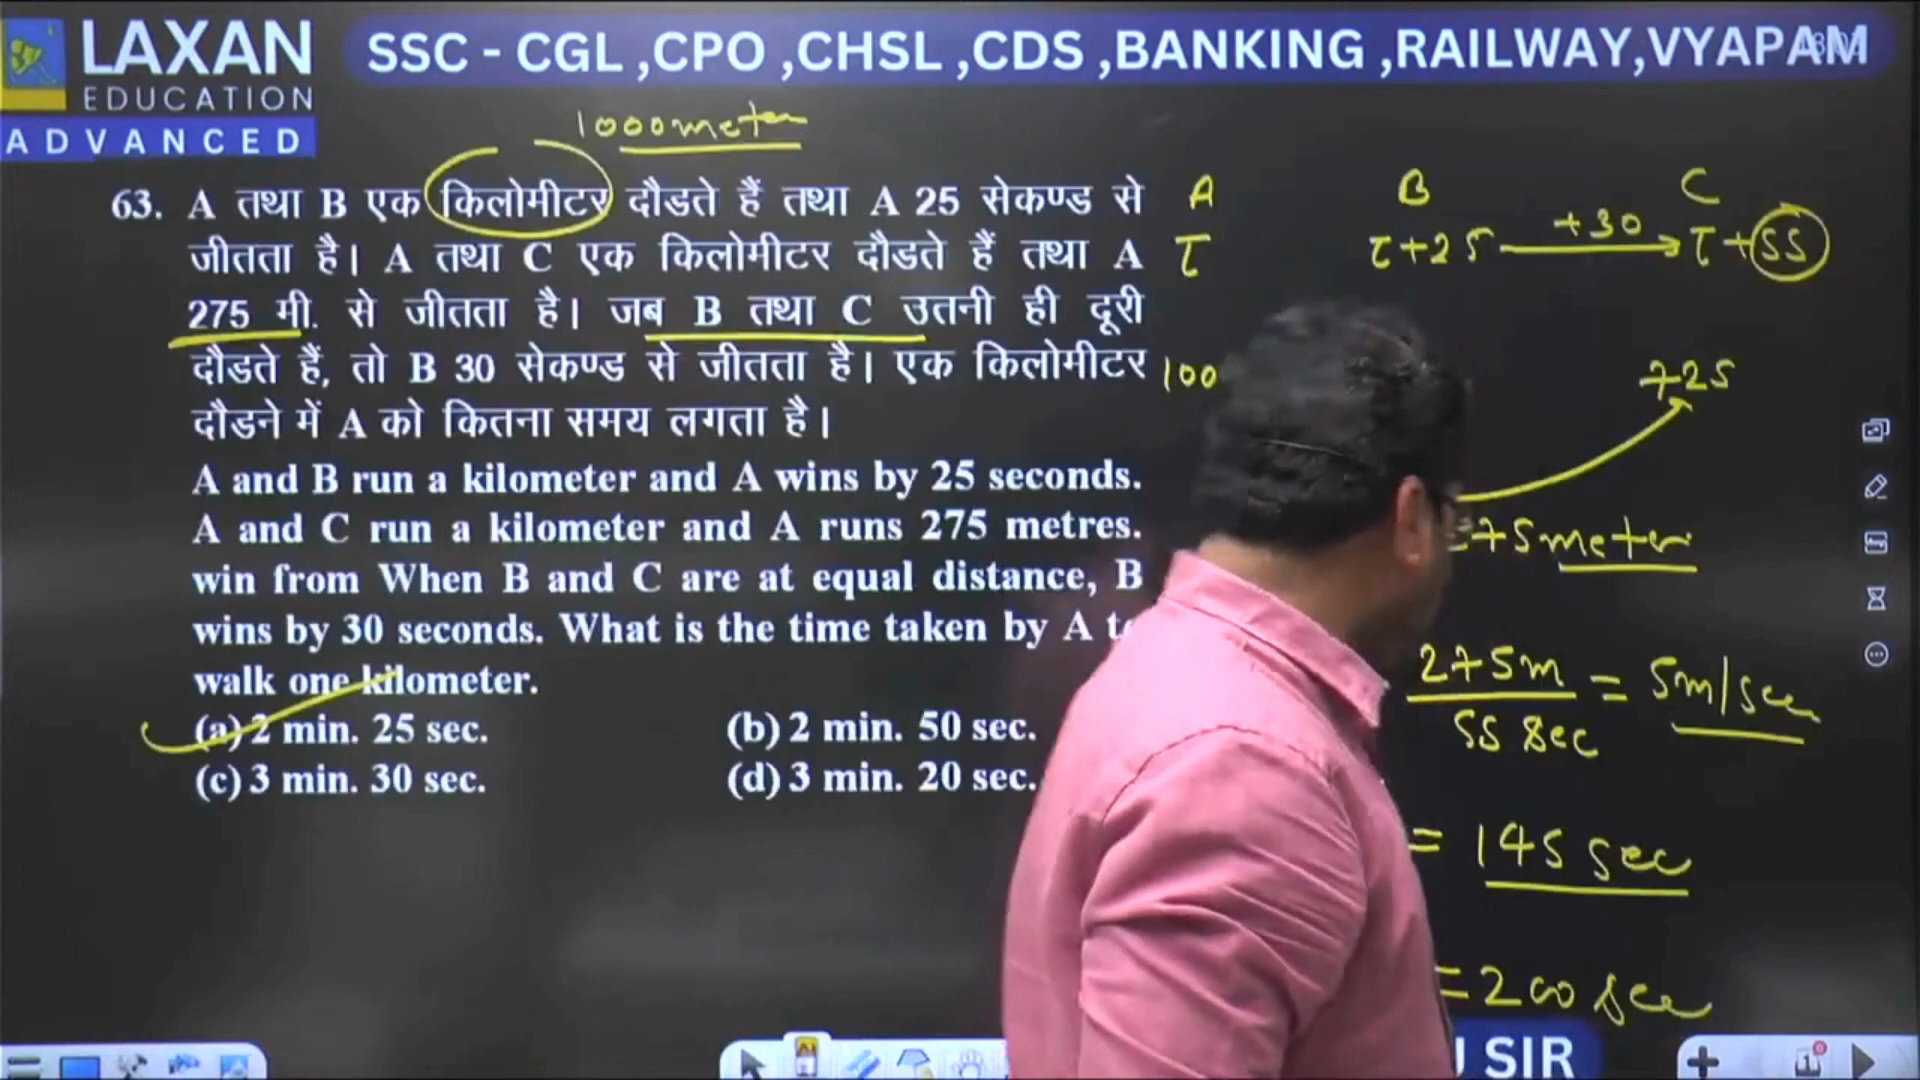 LAXAN
EDUCATION
ADVANCED
SSC - CGL ,CPO ,CHSL ,CDS ,BANKING ,RAILWAY,VYAPAM
1000 meter
63. A तथा B एक किलोमीटर दौडते हैं तथा A 25 सेकण्ड से
जीतता है। A तथा C एक किलोमीटर दौडते हैं तथा A
275 मी. से जीतता है। जब B तथा C उतनी ही दूरी
दौडते हैं, तो B 30 सेकण्ड से जीतता है। एक किलोमीटर
दौडने में A को कितना समय लगता है।
A and B run a kilometer and A wins by 25 seconds.
A and C run a kilometer and A runs 275 metres.
win from When B and C are at equal distance, B
wins by 30 seconds. What is the time taken by A
walk one kilometer.
(a) 2 min. 25 sec.
(b) 2 min. 50 sec.
(c) 3 min. 30 sec.
(d) 3 min. 20 sec.
A B C
T T+25 +30 T+55
100 725
75 meter
275m = 5m/sec
55 sec
= 145 sec
= 200 sec
SIR